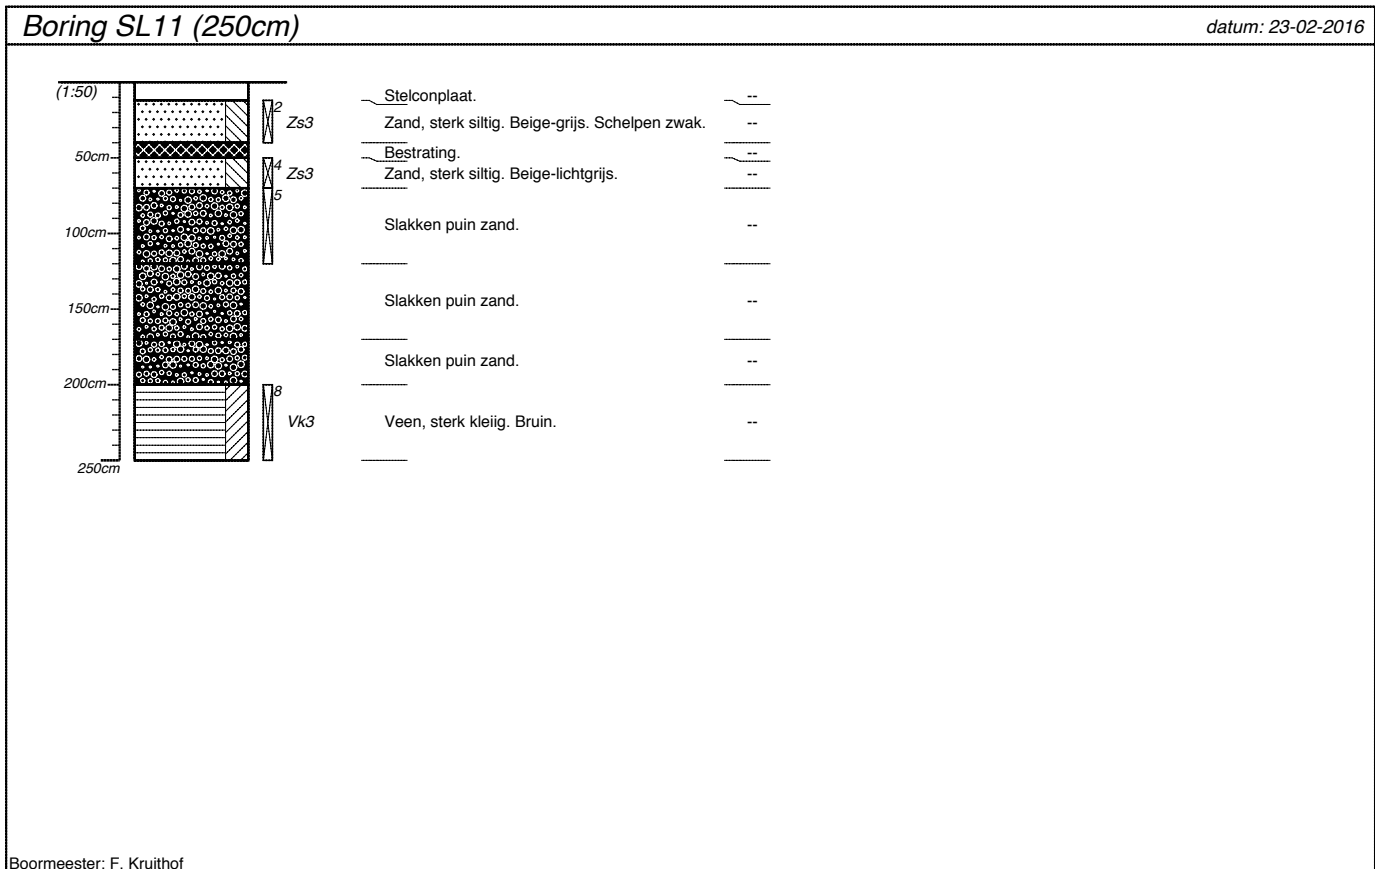 Boring SL11 (250cm)
datum: 23-02-2016
(1:50)
Stelconplaat.
--
2
Zs3
Zand, sterk siltig. Beige-grijs. Schelpen zwak.
--
50cm
Bestrating.
--
4
Zs3
Zand, sterk siltig. Beige-lichtgrijs.
--
5
100cm
Slakken puin zand.
--
150cm
Slakken puin zand.
--
Slakken puin zand.
--
200cm
8
Vk3
Veen, sterk kleiig. Bruin.
--
250cm
Boormeester: F. Kruithof